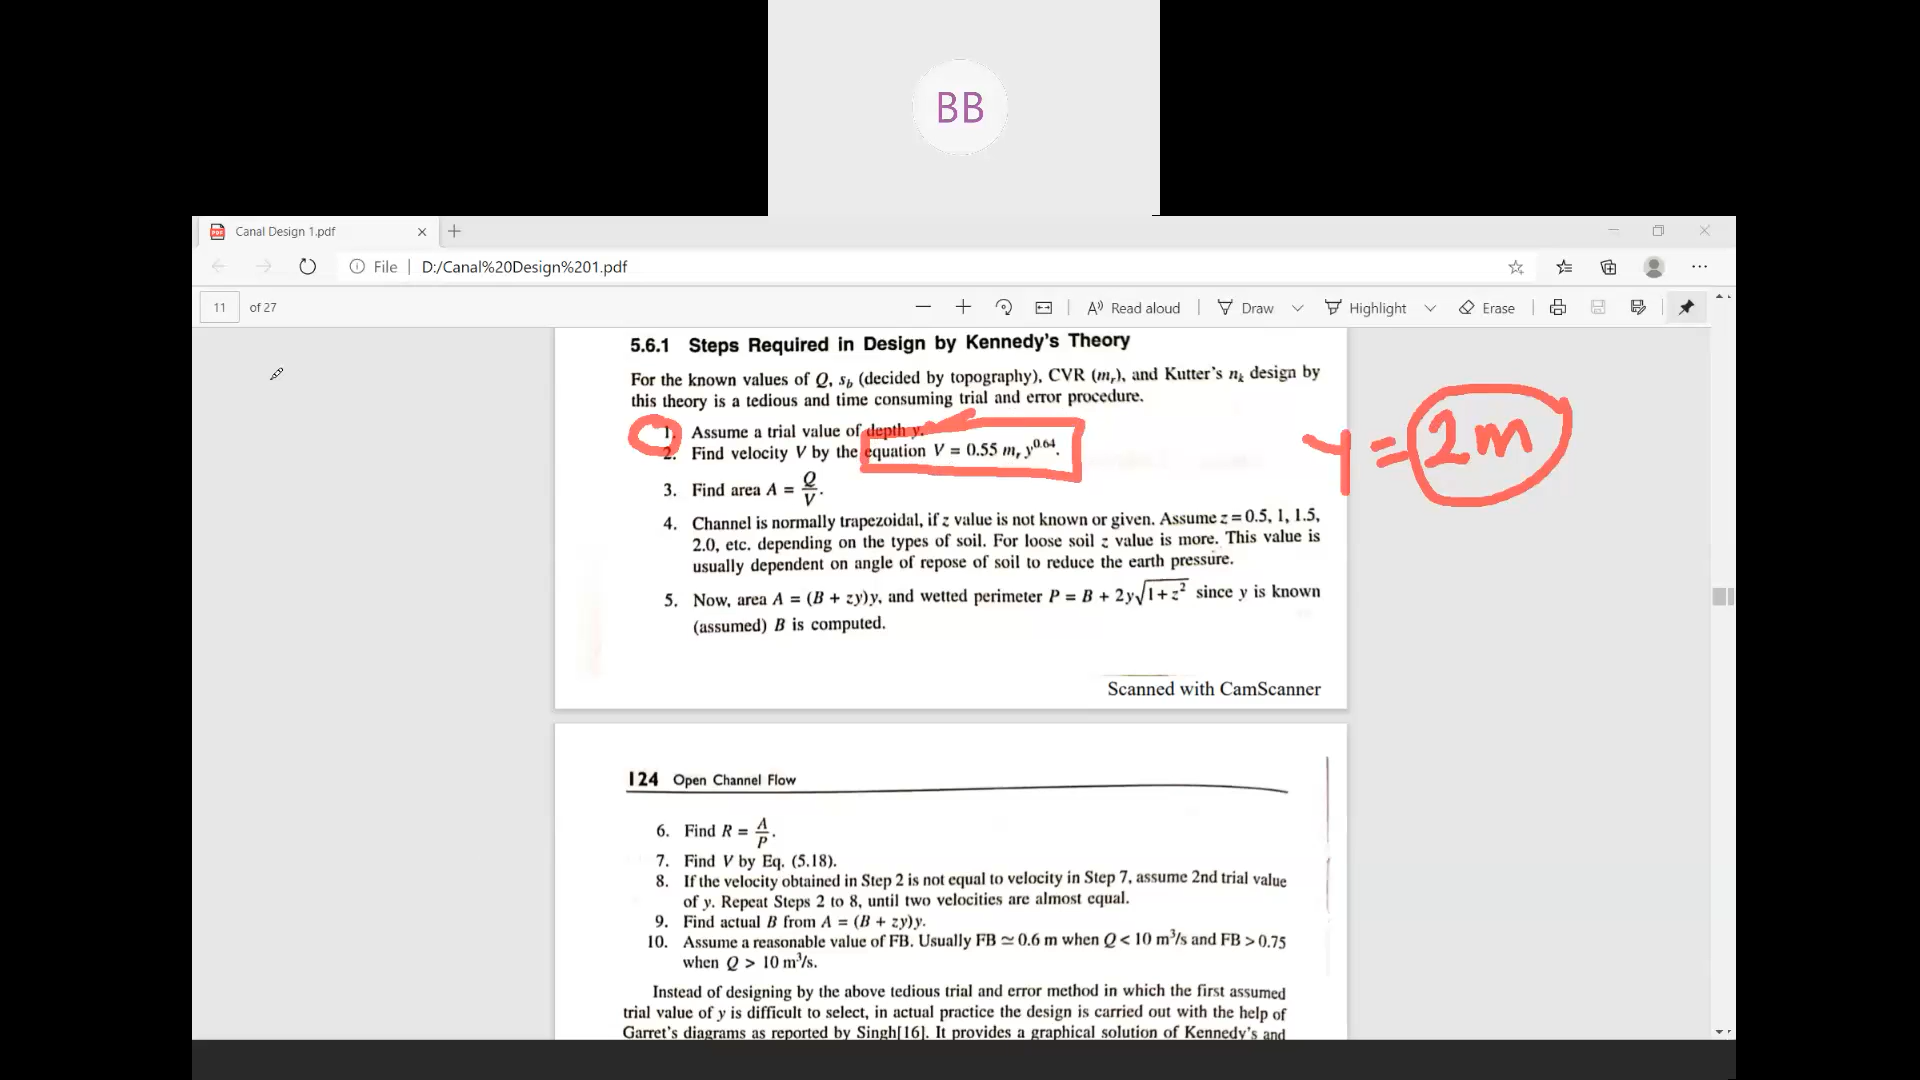 BB
Canal Design 1.pdf
File | D:/Canal%20Design%201.pdf
11 of 27
Read aloud
Draw
Highlight
Erase
5.6.1 Steps Required in Design by Kennedy's Theory
For the known values of Q, s_b (decided by topography), CVR (m_r), and Kutter's n_k design by
this theory is a tedious and time consuming trial and error procedure.
1. Assume a trial value of depth y.
2. Find velocity V by the equation V = 0.55 m_r y^0.64.
y = 2m
3. Find area A = Q/V.
4. Channel is normally trapezoidal, if z value is not known or given. Assume z = 0.5, 1, 1.5,
2.0, etc. depending on the types of soil. For loose soil z value is more. This value is
usually dependent on angle of repose of soil to reduce the earth pressure.
5. Now, area A = (B + zy)y, and wetted perimeter P = B + 2y√(1+z²) since y is known
(assumed) B is computed.
Scanned with CamScanner
124 Open Channel Flow
6. Find R = A/P.
7. Find V by Eq. (5.18).
8. If the velocity obtained in Step 2 is not equal to velocity in Step 7, assume 2nd trial value
of y. Repeat Steps 2 to 8, until two velocities are almost equal.
9. Find actual B from A = (B + zy)y.
10. Assume a reasonable value of FB. Usually FB ≃ 0.6 m when Q < 10 m³/s and FB > 0.75
when Q > 10 m³/s.
Instead of designing by the above tedious trial and error method in which the first assumed
trial value of y is difficult to select, in actual practice the design is carried out with the help of
Garret's diagrams as reported by Singh[16]. It provides a graphical solution of Kennedy's and